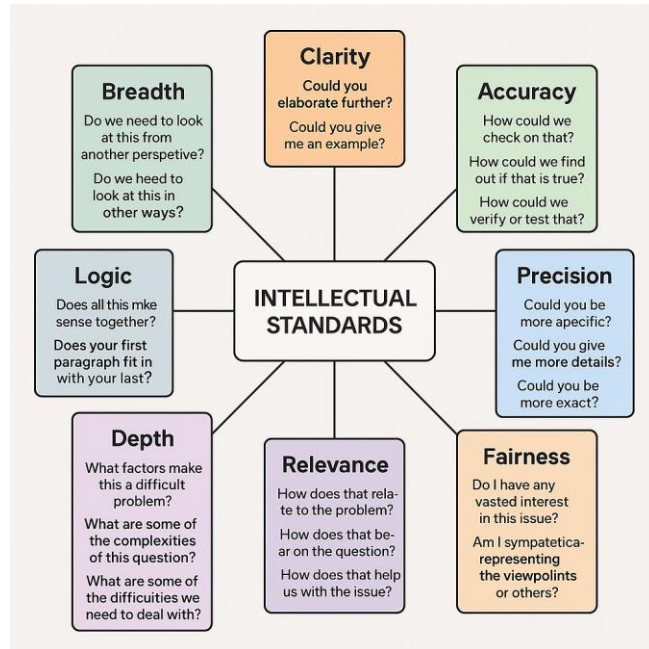 Clarity
Could you
elaborate further?
Could you give
me an example?
Breadth
Do we need to look
at this from
another perspetive?
Do we heed to
look at this in
other ways?
Accuracy
How could we
check on that?
How could we find
out if that is true?
How could we
verify or test that?
Logic
Does all this mke
sense together?
Does your first
paragraph fit in
with your last?
INTELLECTUAL
STANDARDS
Precision
Could you be
more apecific?
Could you give
me more details?
Could you be
more exact?
Depth
What factors make
this a difficult
problem?
What are some of
the complexities
of this question?
What are some of
the difficuities we
need to deal with?
Relevance
How does that rela-
te to the problem?
How does that be-
ar on the question?
How does that help
us with the issue?
Fairness
Do I have any
vasted interest
in this issue?
Am I sympatetica-
representing
the viewpoints
or others?